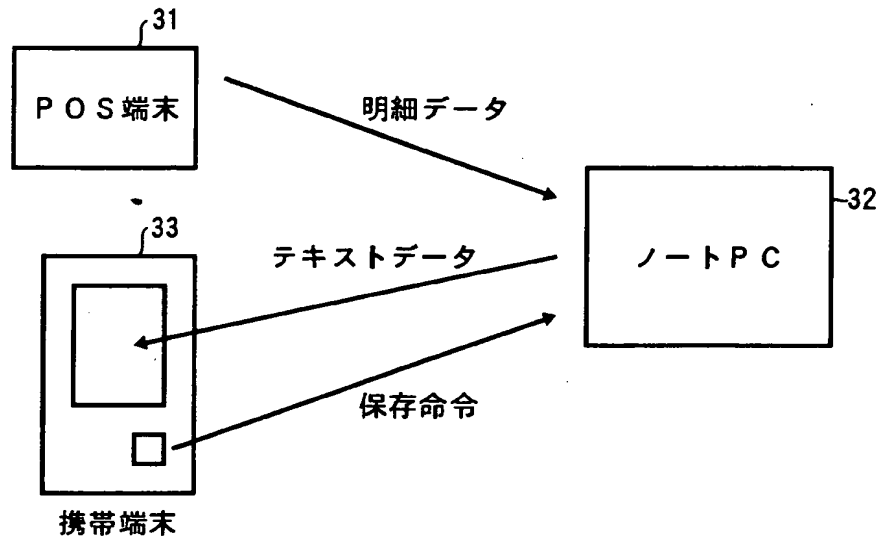 31
POS端末
明細データ
32
ノートPC
33
テキストデータ
保存命令
携帯端末